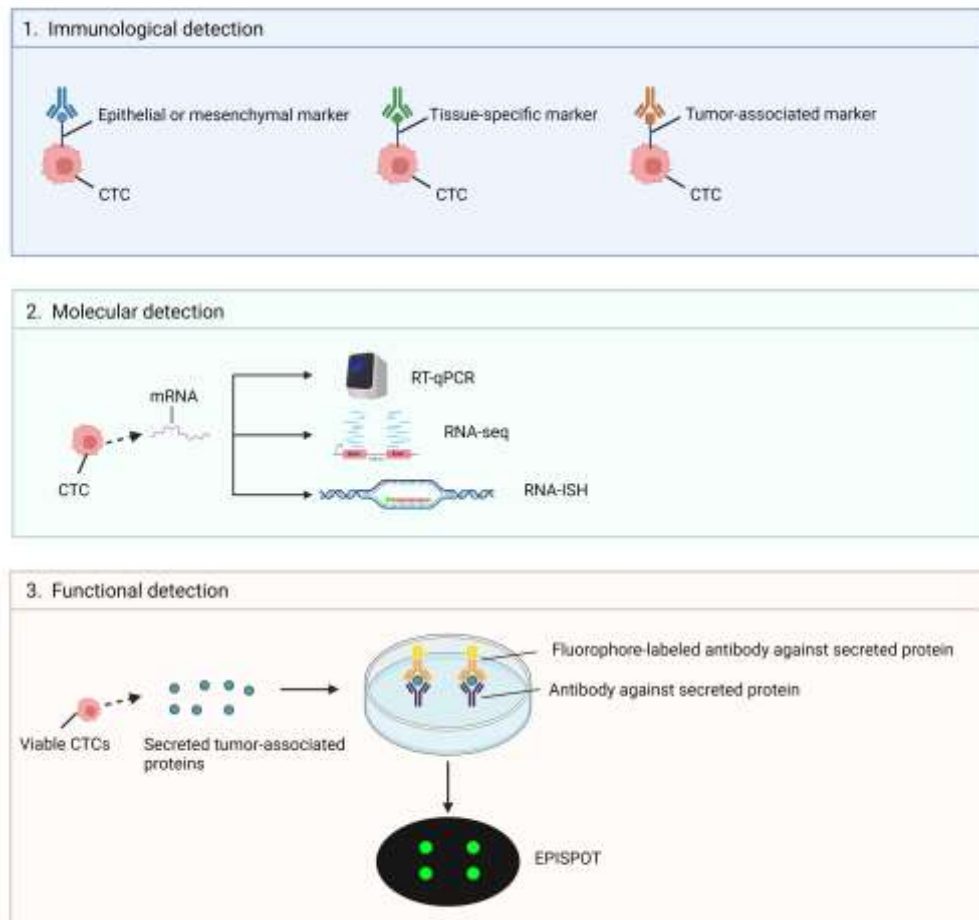 1. Immunological detection
Epithelial or mesenchymal marker
Tissue-specific marker
Tumor-associated marker
CTC
CTC
CTC
2. Molecular detection
mRNA
CTC
RT-qPCR
RNA-seq
RNA-ISH
3. Functional detection
Fluorophore-labeled antibody against secreted protein
Antibody against secreted protein
Viable CTCs
Secreted tumor-associated
proteins
EPISPOT